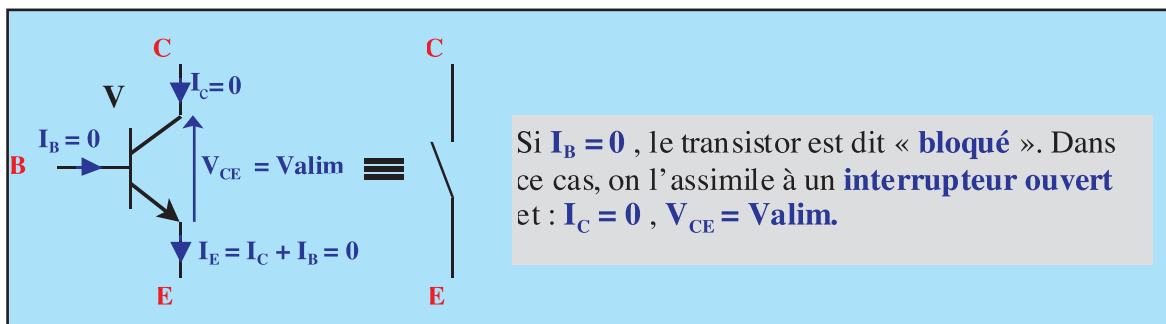 C
I_C = 0
V
I_B = 0
B
V_CE = Valim
I_E = I_C + I_B = 0
E
C
E
Si I_B = 0 , le transistor est dit « bloqué ». Dans
ce cas, on l'assimile à un interrupteur ouvert
et : I_C = 0 , V_CE = Valim.